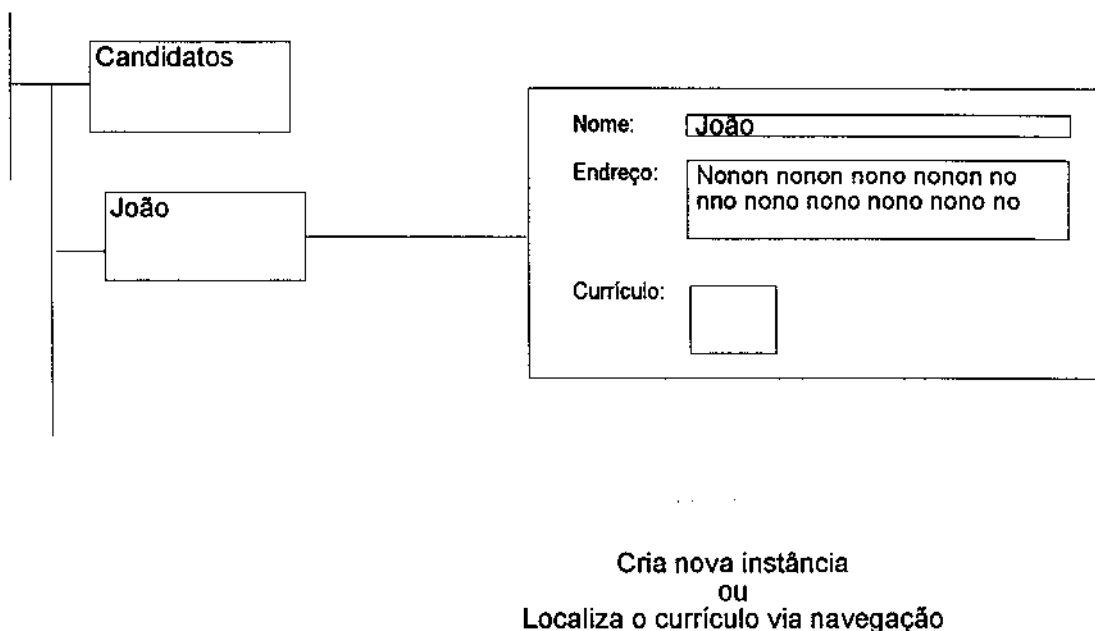 Candidatos
João
Nome: João
Endreço: Nonon nonon nono nonon no
nno nono nono nono nono no
Currículo:
Cria nova instância
ou
Localiza o currículo via navegação